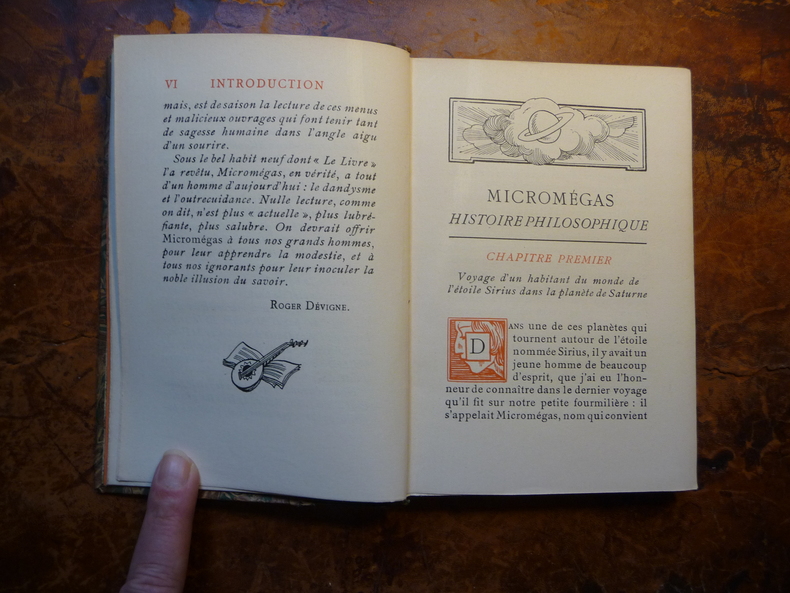 VI INTRODUCTION
mais, est de saison la lecture de ces menus
et malicieux ouvrages qui font tenir tant
de sagesse humaine dans l'angle aigu
d'un sourire.
Sous le bel habit neuf dont « Le Livre »
l'a revêtu, Micromégas, en vérité, a tout
d'un homme d'aujourd'hui : le dandysme
et l'outrecuidance. Nulle lecture, comme
on dit, n'est plus « actuelle », plus lubré-
fiante, plus salubre. On devrait offrir
Micromégas à tous nos grands hommes,
pour leur apprendre la modestie, et à
tous nos ignorants pour leur inoculer la
noble illusion du savoir.
ROGER DÉVIGNE.
MICROMÉGAS
HISTOIRE PHILOSOPHIQUE
CHAPITRE PREMIER
Voyage d'un habitant du monde de
l'étoile Sirius dans la planète de Saturne
DANS une de ces planètes qui
tournent autour de l'étoile
nommée Sirius, il y avait un
jeune homme de beaucoup
d'esprit, que j'ai eu l'hon-
neur de connaître dans le dernier voyage
qu'il fit sur notre petite fourmilière : il
s'appelait Micromégas, nom qui convient